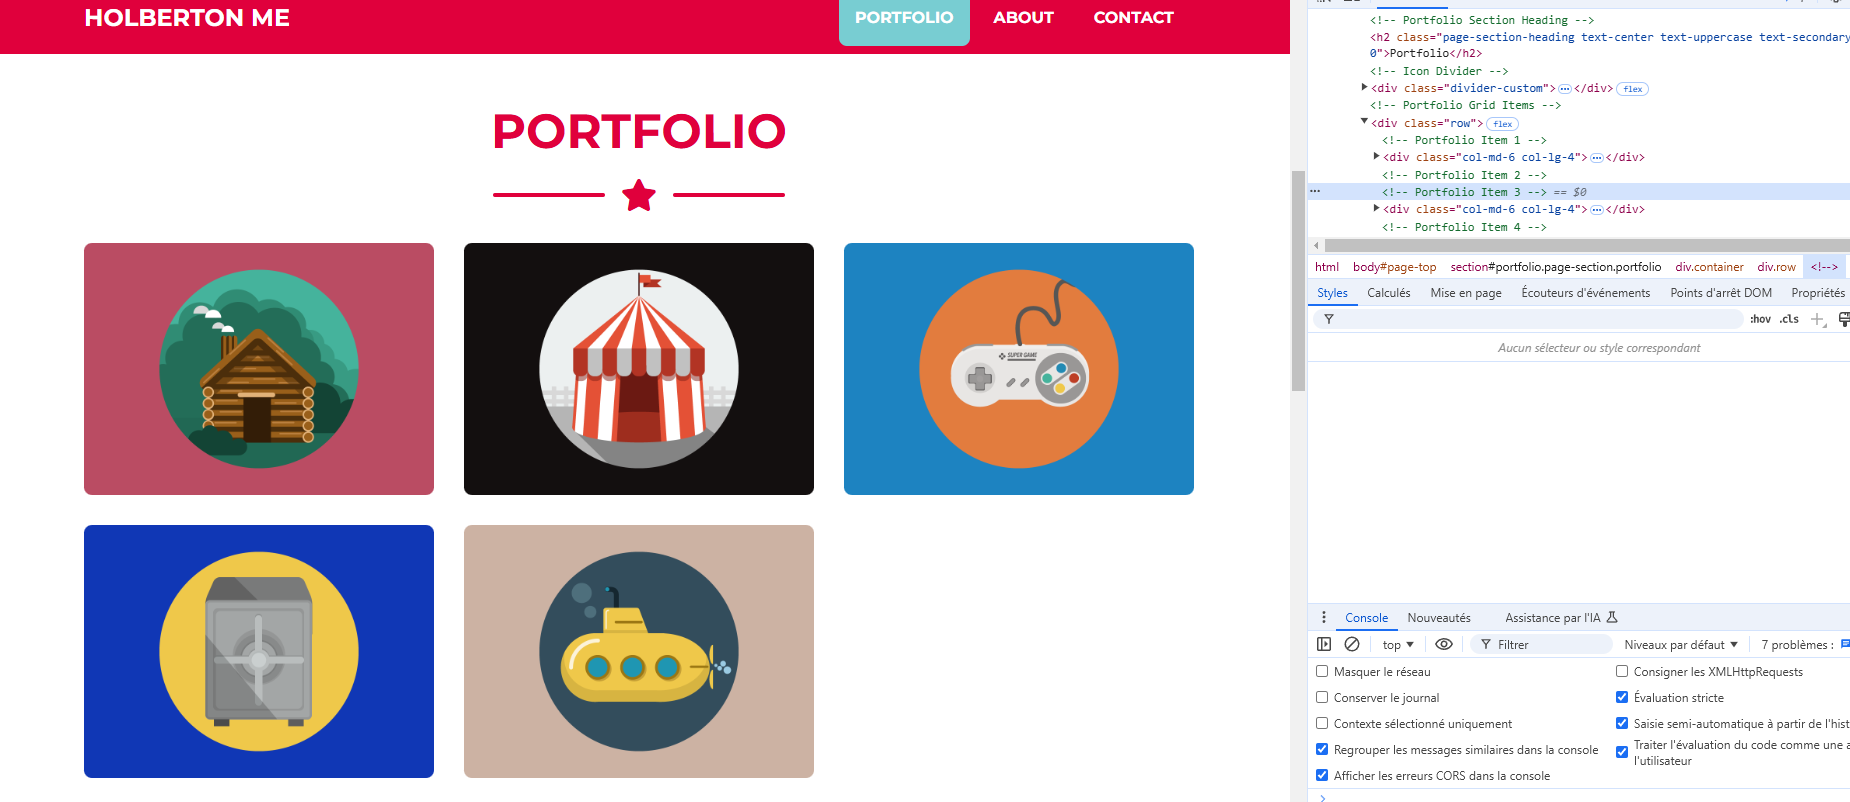 HOLBERTON ME
PORTFOLIO
ABOUT
CONTACT
PORTFOLIO
SUPER GAME
<!-- Portfolio Section Heading -->
<h2 class="page-section-heading text-center text-uppercase text-secondary
0">Portfolio</h2>
<!-- Icon Divider -->
<div class="divider-custom">…</div> flex
<!-- Portfolio Grid Items -->
<div class="row"> flex
<!-- Portfolio Item 1 -->
<div class="col-md-6 col-lg-4">…</div>
<!-- Portfolio Item 2 -->
<!-- Portfolio Item 3 --> == $0
<div class="col-md-6 col-lg-4">…</div>
<!-- Portfolio Item 4 -->
html body#page-top section#portfolio.page-section.portfolio div.container div.row <!-->
Styles Calculés Mise en page Écouteurs d'événements Points d'arrêt DOM Propriétés
:hov .cls
Aucun sélecteur ou style correspondant
Console Nouveautés Assistance par l'IA
top Filtrer Niveaux par défaut 7 problèmes :
Masquer le réseau
Consigner les XMLHttpRequests
Conserver le journal
Évaluation stricte
Contexte sélectionné uniquement
Saisie semi-automatique à partir de l'hist
Regrouper les messages similaires dans la console
Traiter l'évaluation du code comme une a
l'utilisateur
Afficher les erreurs CORS dans la console